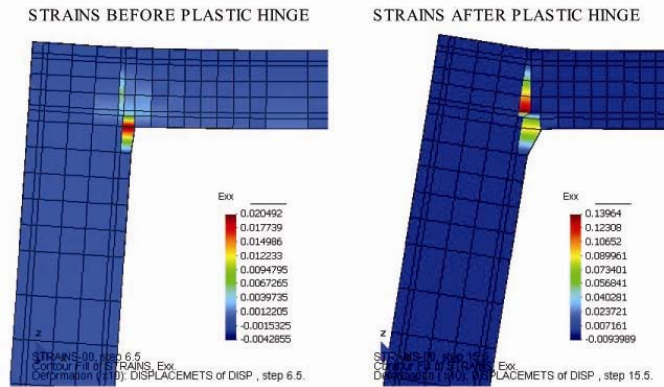 STRAINS BEFORE PLASTIC HINGE
Exx
0.020492
0.017739
0.014986
0.012233
0.0094795
0.0067265
0.0039735
0.0012205
-0.0015325
-0.0042855
z
STRAINS-00, step 6.5
Contour Fill of STRAINS, Exx.
Deformation ( x10): DISPLACEMETS of DISP , step 6.5.
STRAINS AFTER PLASTIC HINGE
Exx
0.13964
0.12308
0.10652
0.089961
0.073401
0.056841
0.040281
0.023721
0.007161
-0.0093989
z
STRAINS-00, step
Contour Fill of STRAINS, Exx.
Deformation DISPLACEMETS of DISP , step 15.5.